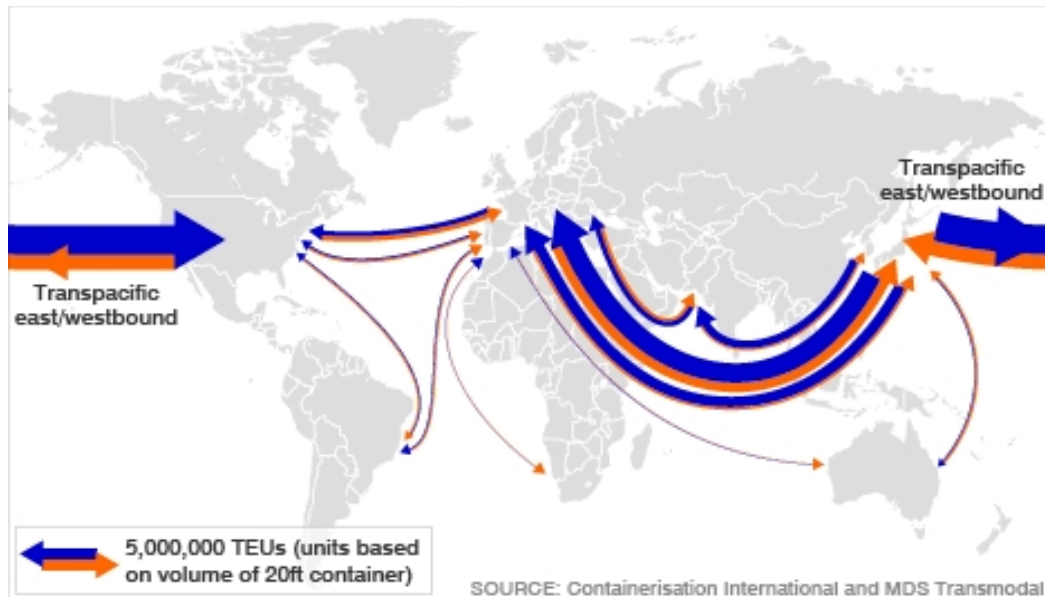 Transpacific
east/westbound
Transpacific
east/westbound
5,000,000 TEUs (units based
on volume of 20ft container)
SOURCE: Containerisation International and MDS Transmodal